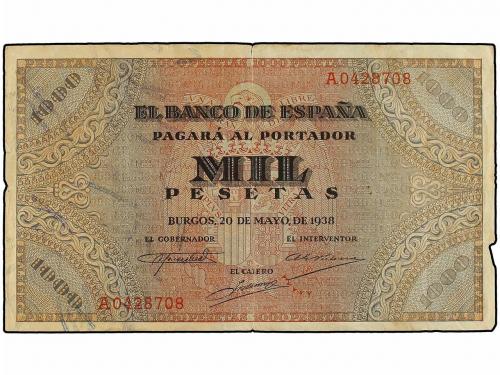 A0428708
EL BANCO DE ESPAÑA
PAGARÁ AL PORTADOR
MIL
PESETAS
BURGOS, 20 DE MAYO, DE 1938
EL GOBERNADOR EL INTERVENTOR
EL CAJERO
A0428708
1000 1000
1000 1000